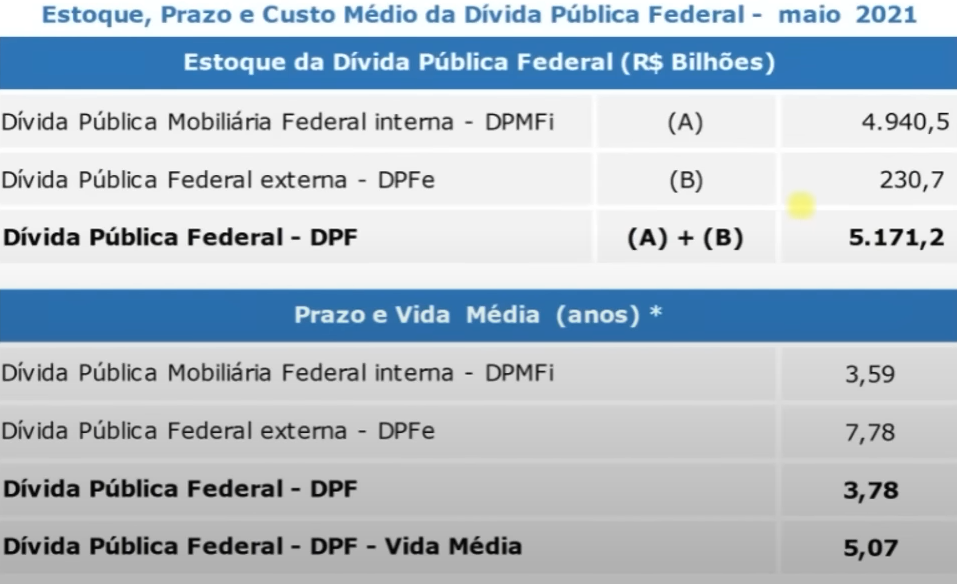 Estoque, Prazo e Custo Médio da Dívida Pública Federal - maio 2021
Estoque da Dívida Pública Federal (R$ Bilhões)
Dívida Pública Mobiliária Federal interna - DPMFi (A) 4.940,5
Dívida Pública Federal externa - DPFe (B) 230,7
Dívida Pública Federal - DPF (A) + (B) 5.171,2
Prazo e Vida Média (anos) *
Dívida Pública Mobiliária Federal interna - DPMFi 3,59
Dívida Pública Federal externa - DPFe 7,78
Dívida Pública Federal - DPF 3,78
Dívida Pública Federal - DPF - Vida Média 5,07